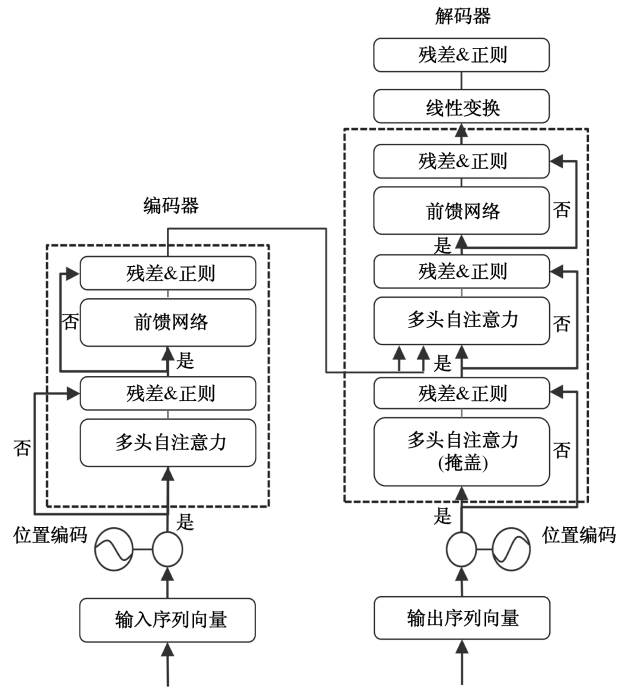 解码器
残差&正则
线性变换
残差&正则
前馈网络
否
是
残差&正则
多头自注意力
否
是
残差&正则
多头自注意力
(掩盖)
否
是
位置编码
输出序列向量
编码器
残差&正则
前馈网络
否
是
残差&正则
多头自注意力
否
是
位置编码
输入序列向量